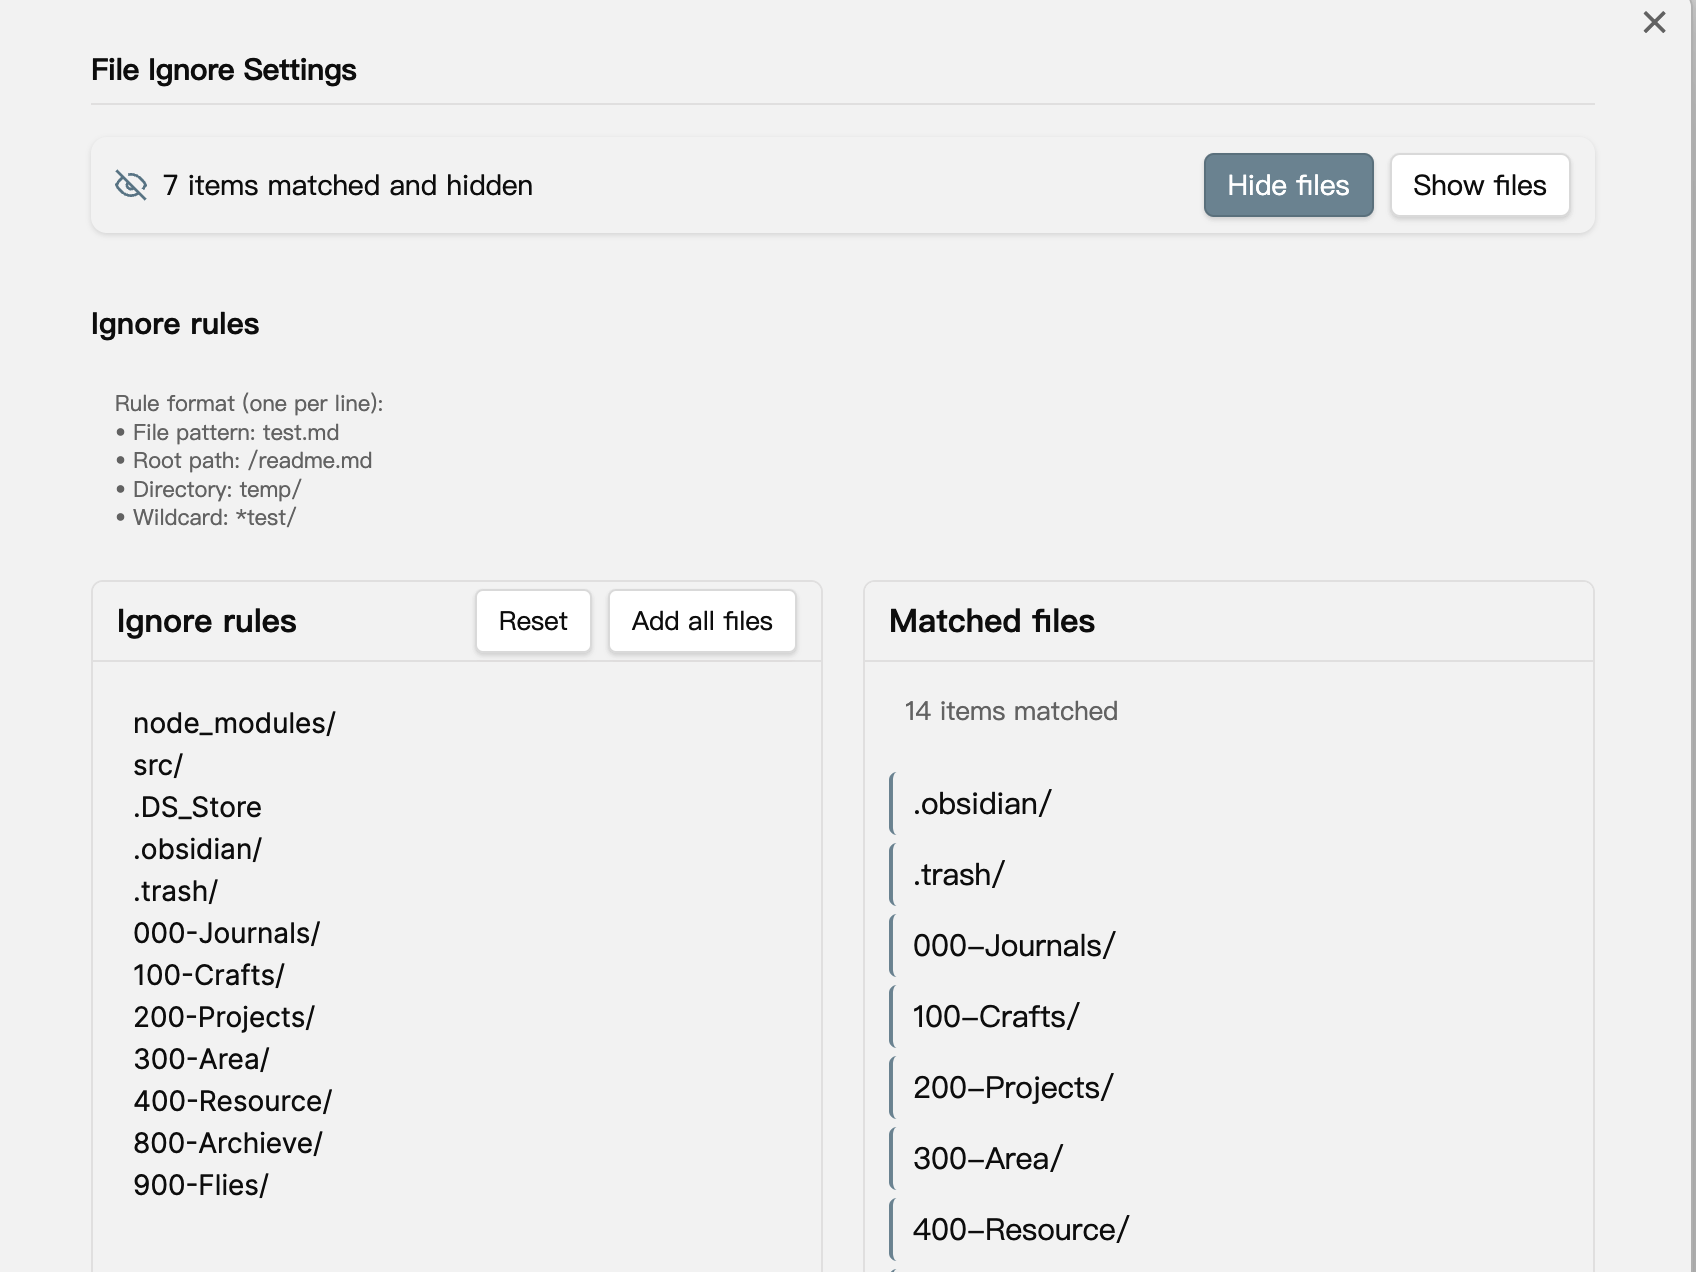 File Ignore Settings
7 items matched and hidden
Hide files
Show files
Ignore rules
Rule format (one per line):
• File pattern: test.md
• Root path: /readme.md
• Directory: temp/
• Wildcard: *test/
Ignore rules
Reset
Add all files
node_modules/
src/
.DS_Store
.obsidian/
.trash/
000-Journals/
100-Crafts/
200-Projects/
300-Area/
400-Resource/
800-Archieve/
900-Flies/
Matched files
14 items matched
.obsidian/
.trash/
000–Journals/
100–Crafts/
200–Projects/
300–Area/
400–Resource/